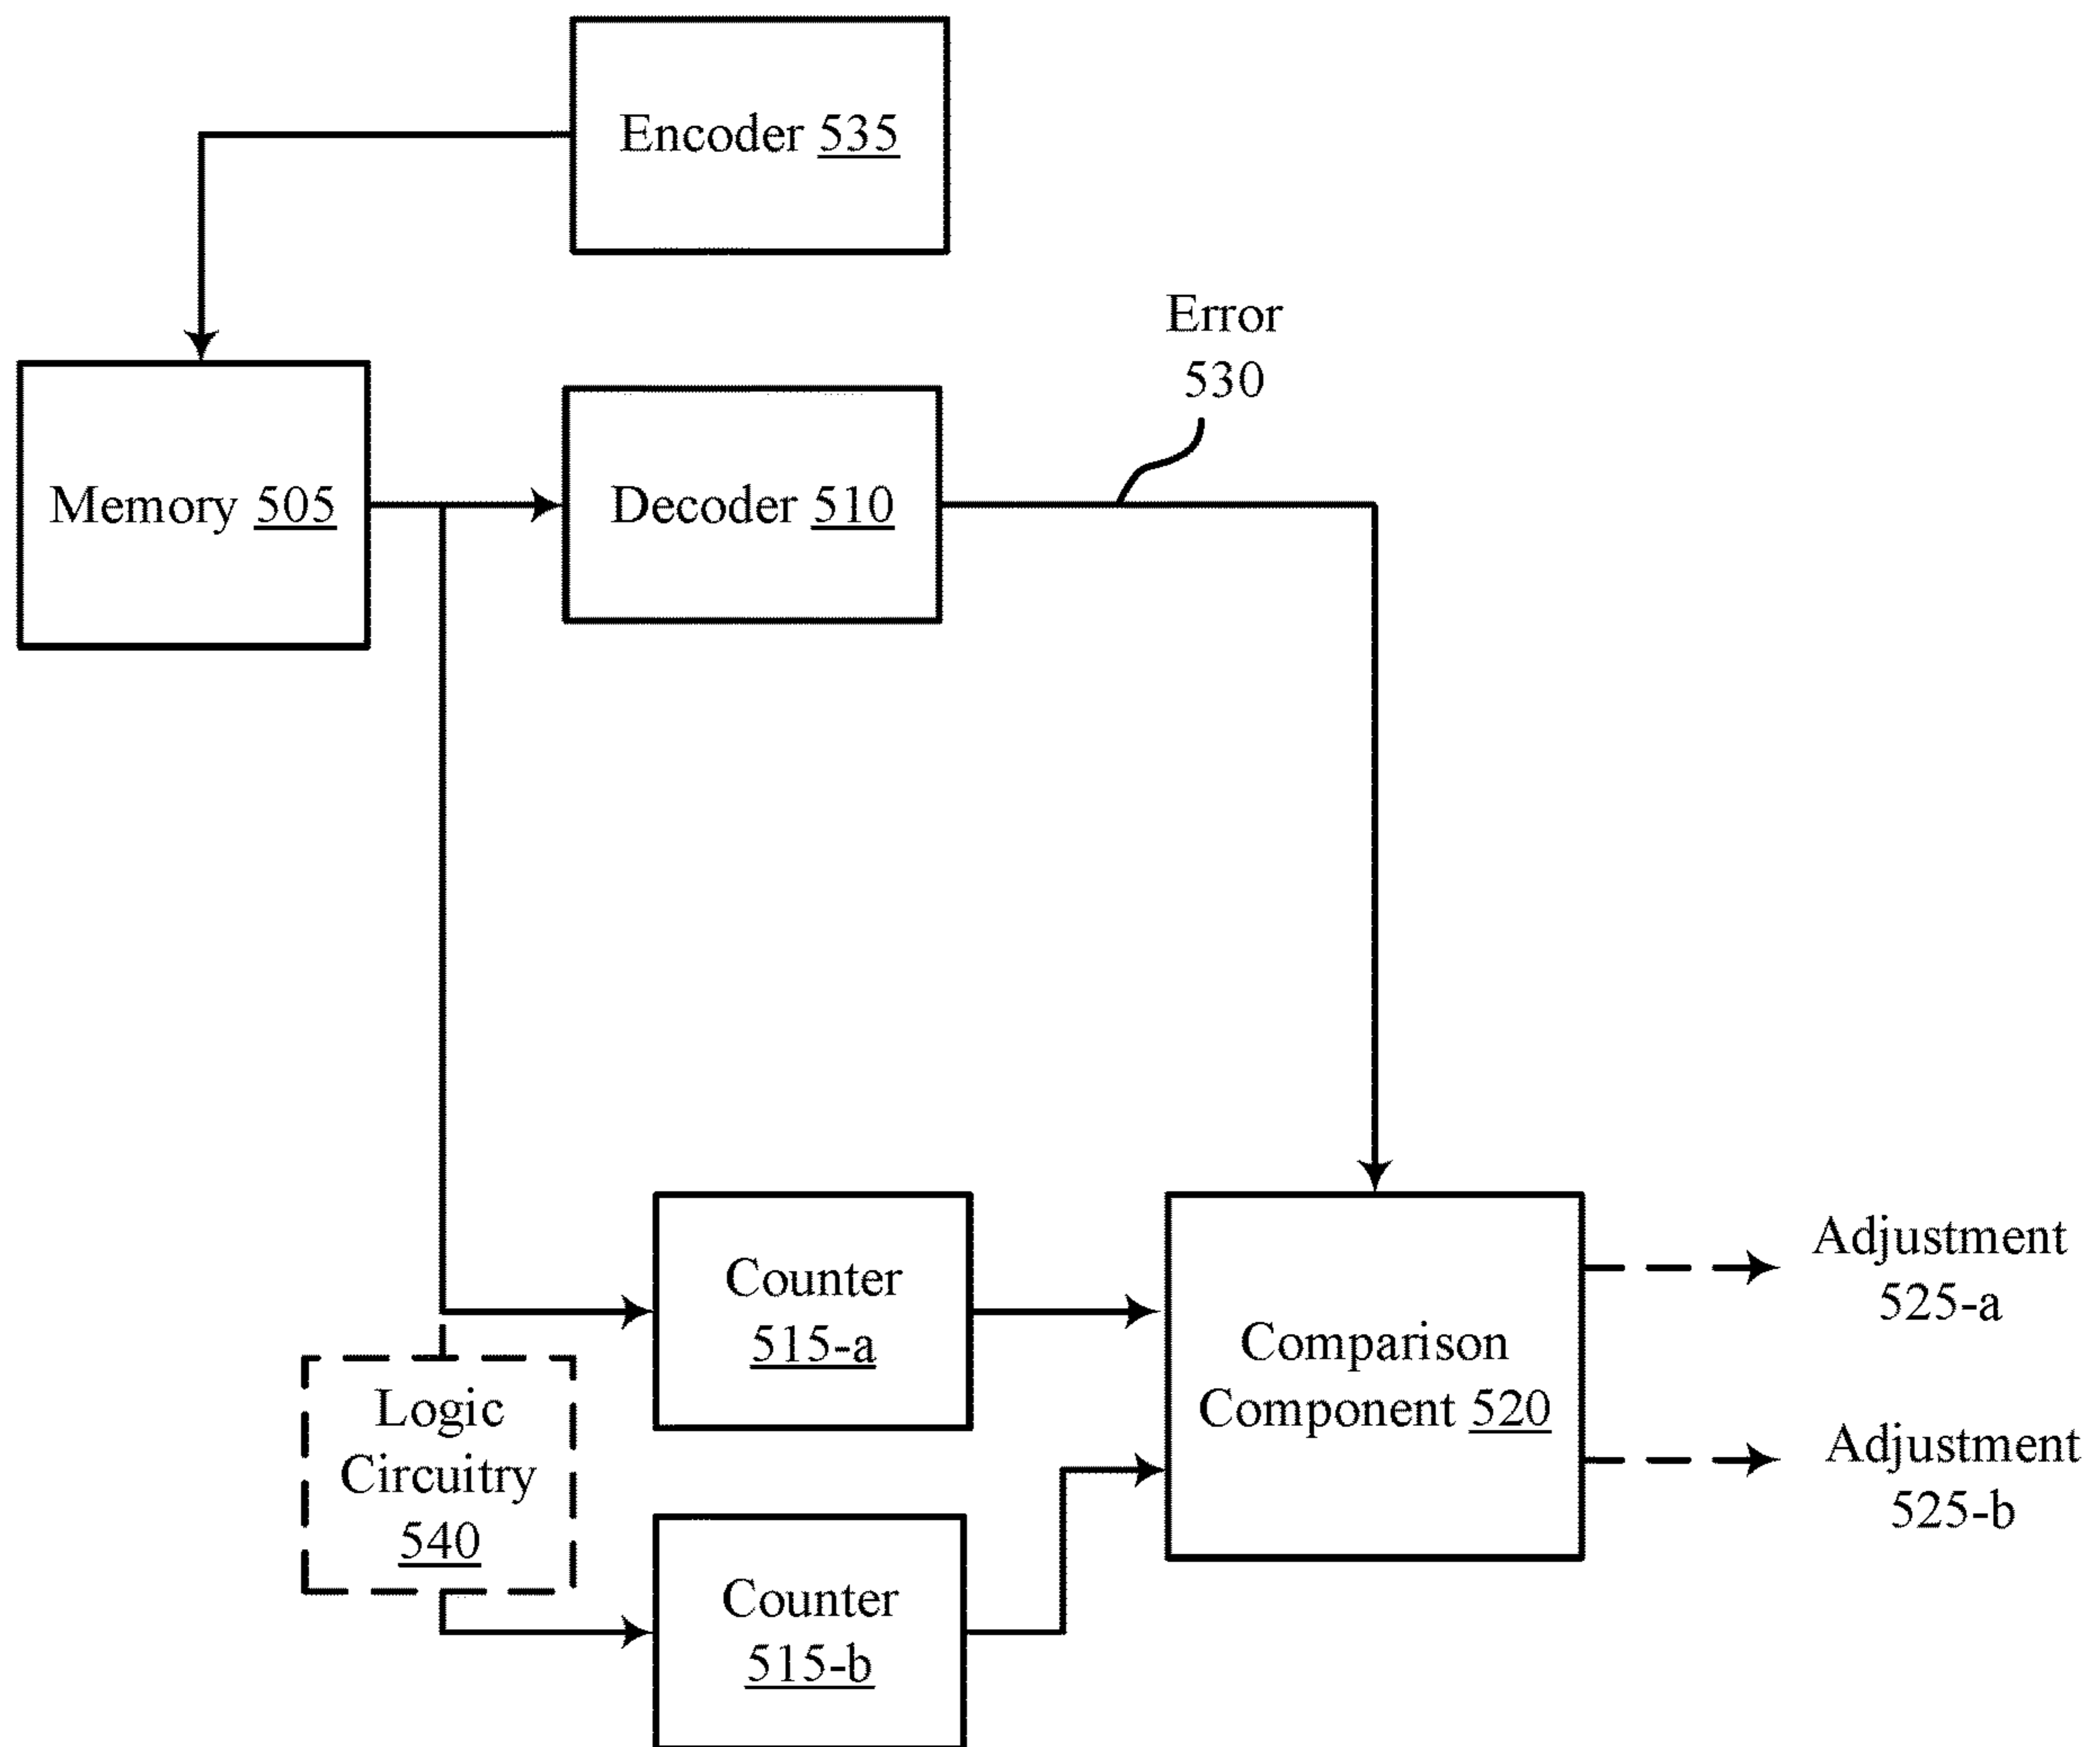 Encoder 535
Error
530
Memory 505
Decoder 510
Counter
515-a
Comparison
Component 520
Adjustment
525-a
Adjustment
525-b
Logic
Circuitry
540
Counter
515-b